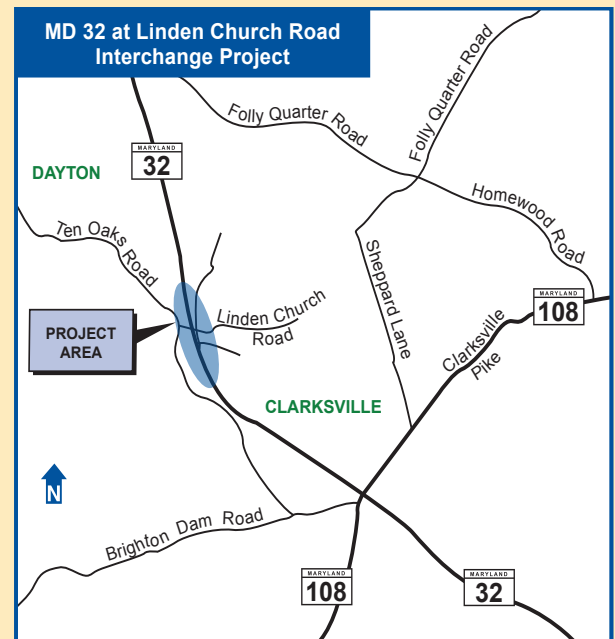 MD 32 at Linden Church Road
Interchange Project
Folly Quarter Road
Folly Quarter Road
MARYLAND
32
DAYTON
Homewood Road
Ten Oaks Road
Sheppard Lane
MARYLAND
108
Linden Church
Road
PROJECT
AREA
Clarksville
Pike
CLARKSVILLE
N
Brighton Dam Road
MARYLAND
108
MARYLAND
32